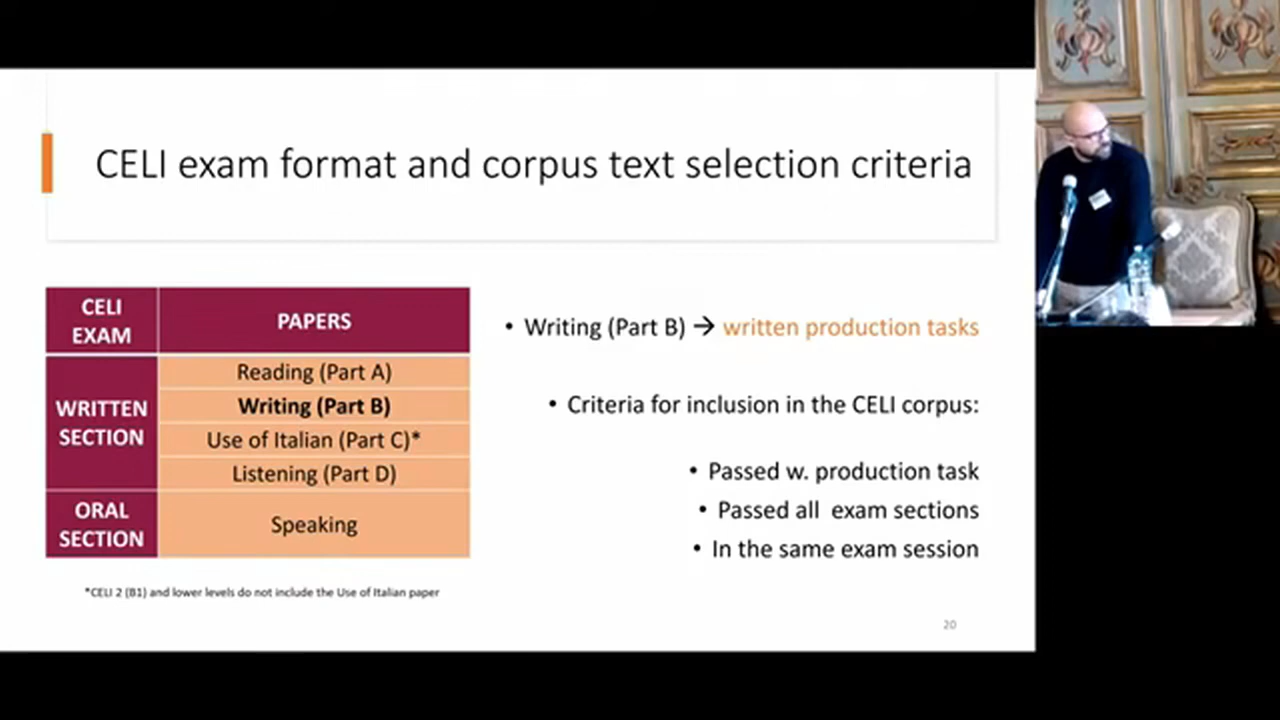 CELI exam format and corpus text selection criteria
CELI
EXAM
PAPERS
WRITTEN
SECTION
Reading (Part A)
Writing (Part B)
Use of Italian (Part C)*
Listening (Part D)
ORAL
SECTION
Speaking
*CELI 2 (B1) and lower levels do not include the Use of Italian paper
• Writing (Part B) → written production tasks
• Criteria for inclusion in the CELI corpus:
• Passed w. production task
• Passed all exam sections
• In the same exam session
20